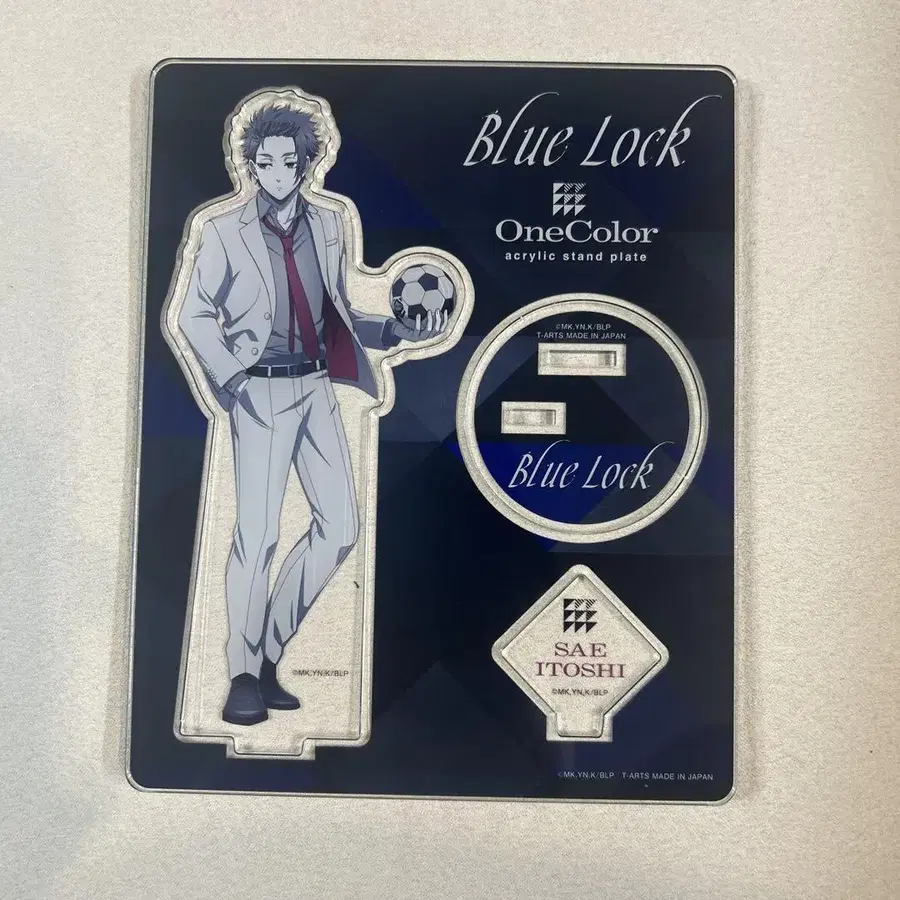 Blue Lock
OneColor
acrylic stand plate
©MK,YN,K/BLP
T-ARTS MADE IN JAPAN
Blue Lock
SAE
ITOSHI
©MK,YN,K/BLP
©MK,YN,K/BLP
©MK,YN,K/BLP T-ARTS MADE IN JAPAN